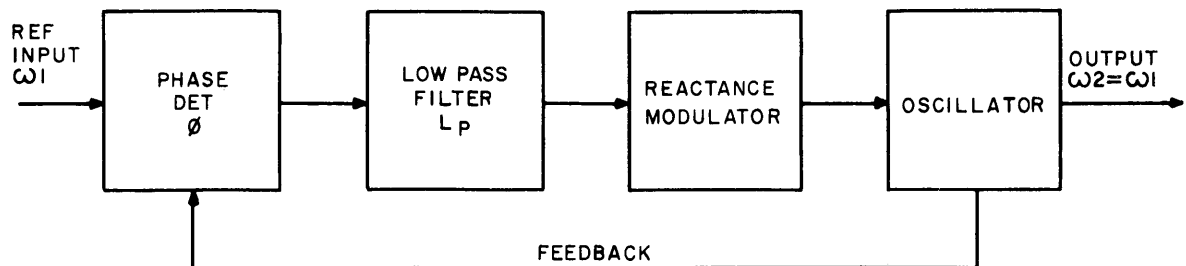 REF
INPUT
ω1
PHASE
DET
Ø
LOW PASS
FILTER
LP
REACTANCE
MODULATOR
OSCILLATOR
OUTPUT
ω2=ω1
FEEDBACK